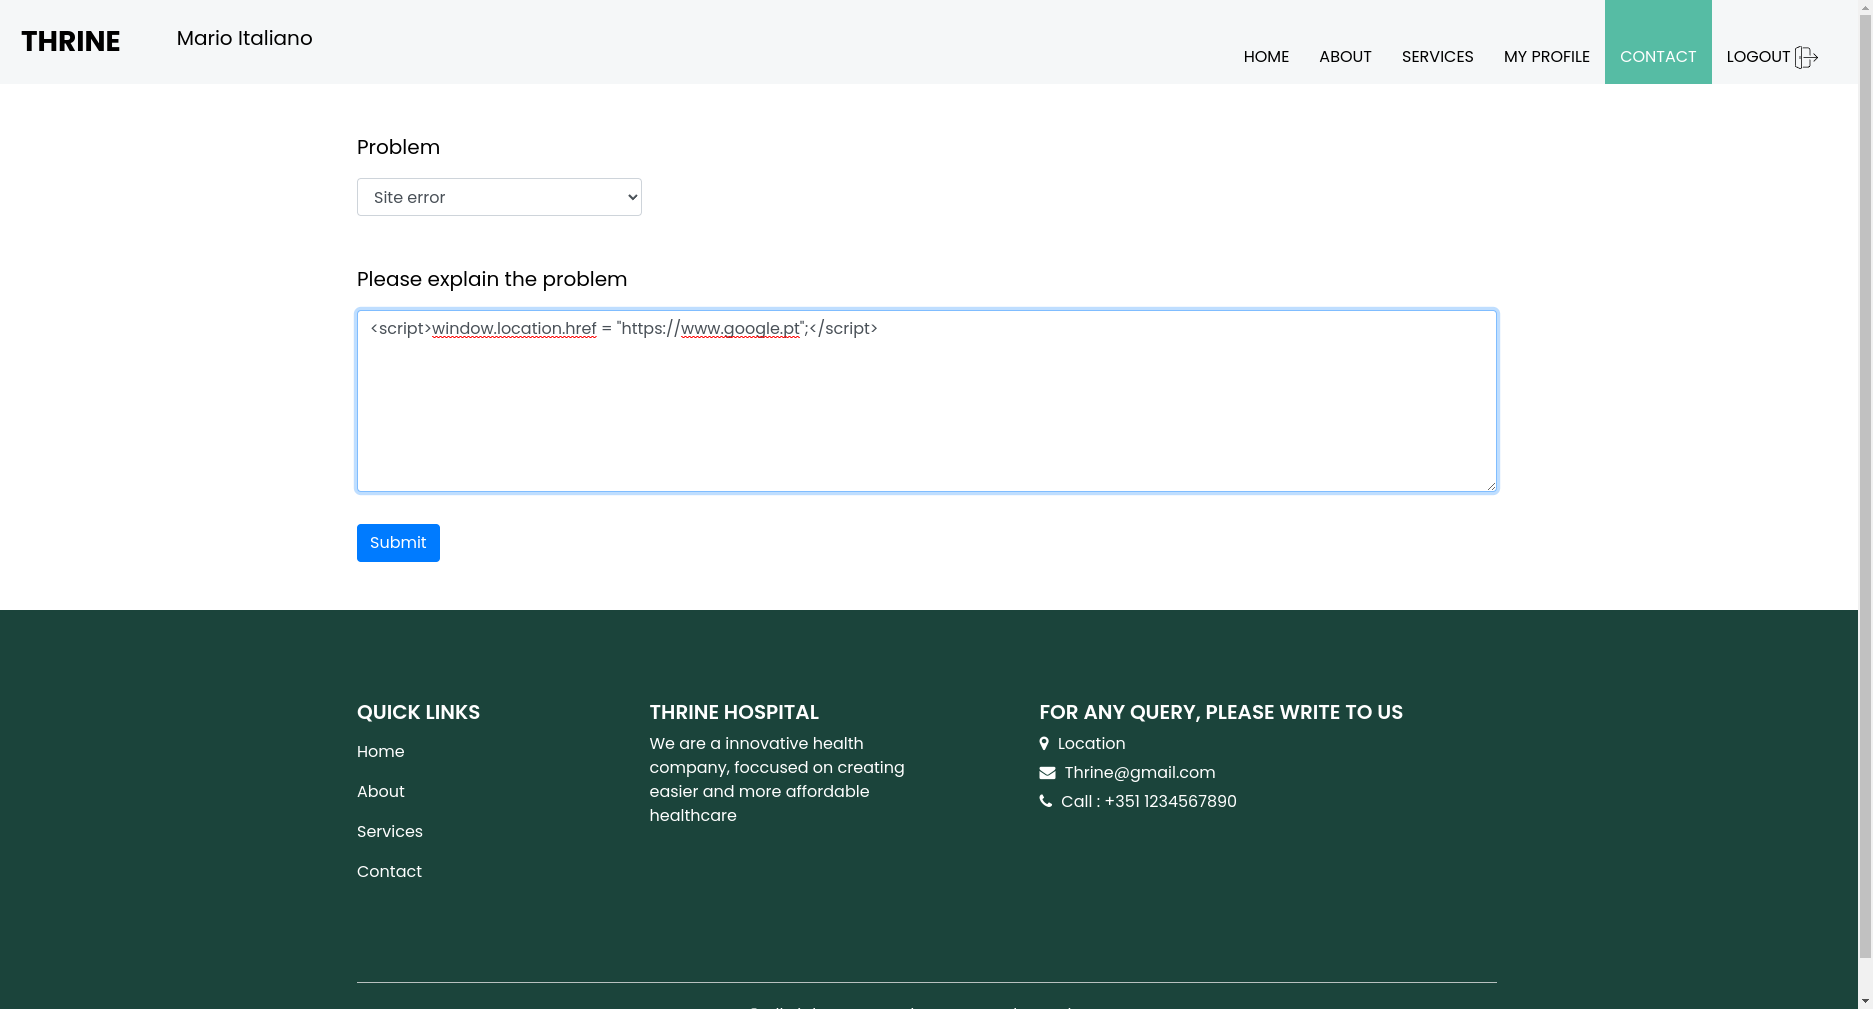 THRINE
Mario Italiano
HOME ABOUT SERVICES MY PROFILE CONTACT LOGOUT
Problem
Site error
Please explain the problem
<script>window.location.href = "https://www.google.pt";</script>
Submit
QUICK LINKS
Home
About
Services
Contact
THRINE HOSPITAL
We are a innovative health
company, foccused on creating
easier and more affordable
healthcare
FOR ANY QUERY, PLEASE WRITE TO US
Location
Thrine@gmail.com
Call : +351 1234567890